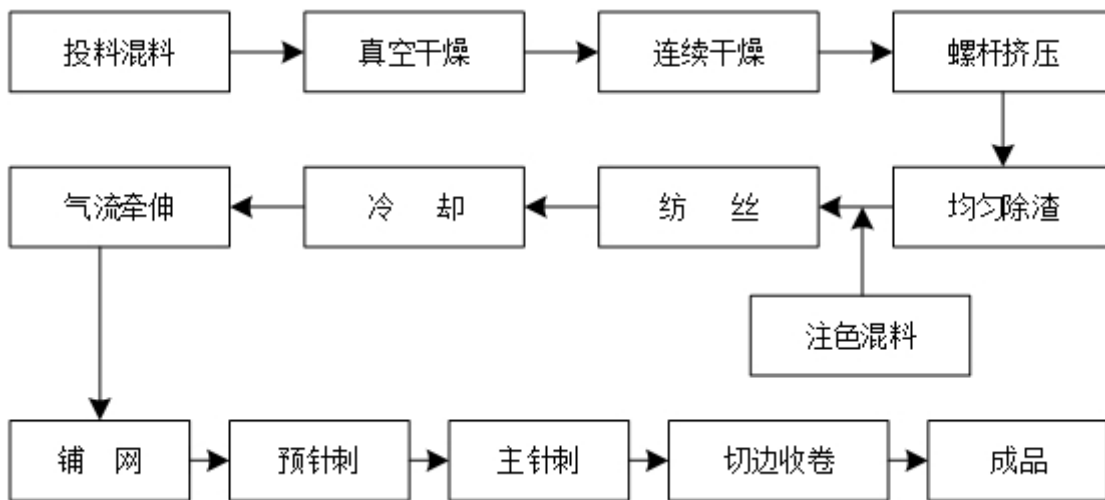 投料混料
真空干燥
连续干燥
螺杆挤压
气流牵伸
冷 却
纺 丝
均匀除渣
注色混料
铺 网
预针刺
主针刺
切边收卷
成品